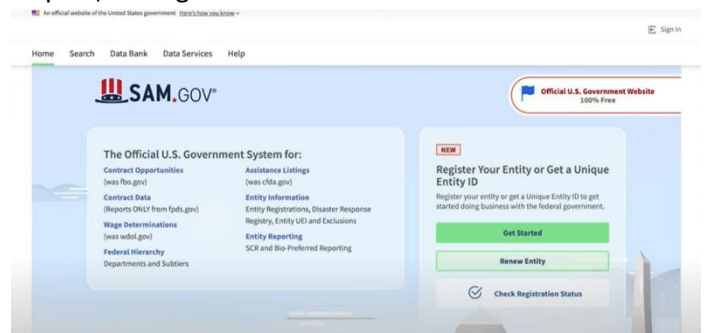 An official website of the United States government Here's how you know
Sign In
Home Search Data Bank Data Services Help
SAM.GOV®
Official U.S. Government Website
100% Free
The Official U.S. Government System for:
Contract Opportunities
(was fbo.gov)
Contract Data
(Reports ONLY from fpds.gov)
Wage Determinations
(was wdol.gov)
Federal Hierarchy
Departments and Subtiers
Assistance Listings
(was cfda.gov)
Entity Information
Entity Registrations, Disaster Response
Registry, Entity UEI and Exclusions
Entity Reporting
SCR and Bio-Preferred Reporting
NEW
Register Your Entity or Get a Unique
Entity ID
Register your entity or get a Unique Entity ID to get
started doing business with the federal government.
Get Started
Renew Entity
Check Registration Status